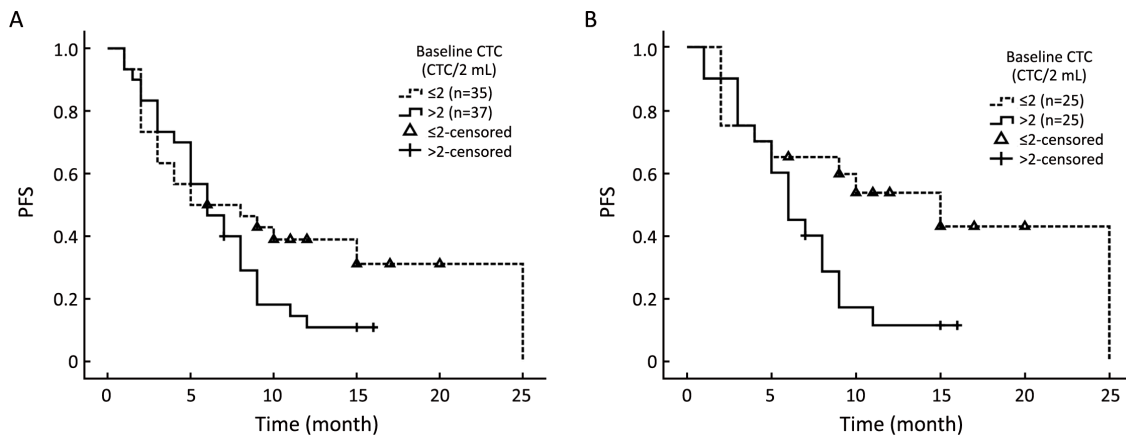 A
Baseline CTC
(CTC/2 mL)
≤2 (n=35)
>2 (n=37)
≤2-censored
>2-censored
PFS
1.0
0.8
0.6
0.4
0.2
0
0 5 10 15 20 25
Time (month)
B
Baseline CTC
(CTC/2 mL)
≤2 (n=25)
>2 (n=25)
≤2-censored
>2-censored
PFS
1.0
0.8
0.6
0.4
0.2
0
0 5 10 15 20 25
Time (month)